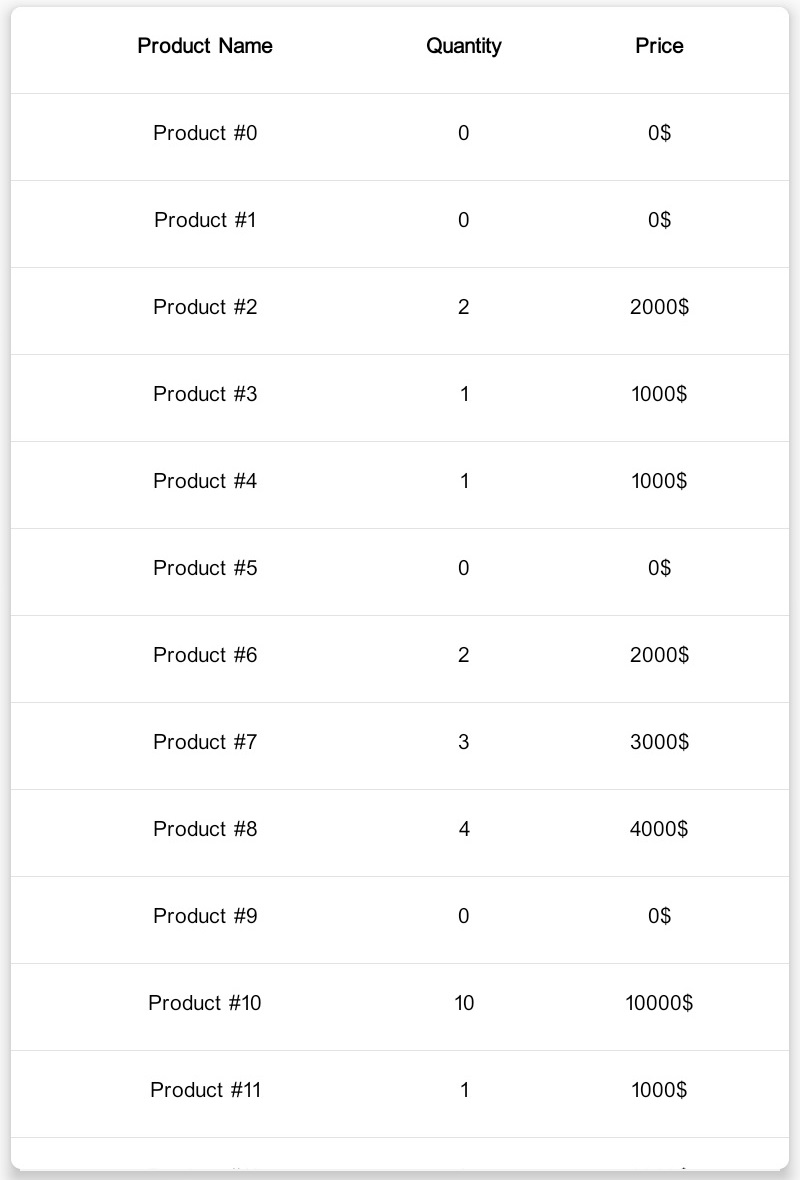 Product Name Quantity Price
Product #0 0 0$
Product #1 0 0$
Product #2 2 2000$
Product #3 1 1000$
Product #4 1 1000$
Product #5 0 0$
Product #6 2 2000$
Product #7 3 3000$
Product #8 4 4000$
Product #9 0 0$
Product #10 10 10000$
Product #11 1 1000$